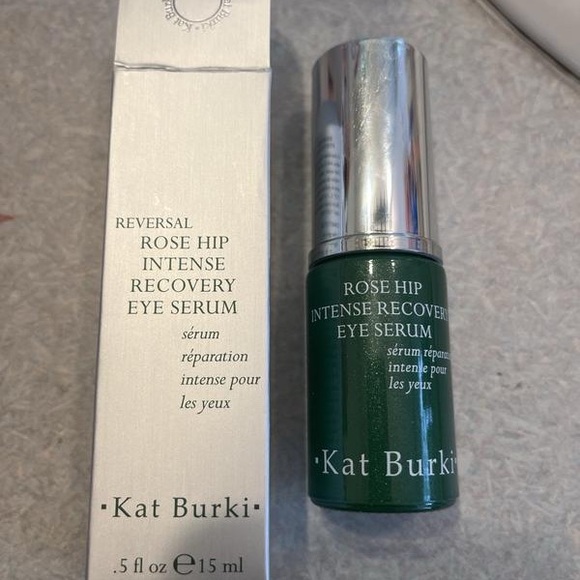 REVERSAL
ROSE HIP
INTENSE
RECOVERY
EYE SERUM
sérum
réparation
intense pour
les yeux
·Kat Burki·
.5 fl oz ℮ 15 ml
ROSE HIP
INTENSE RECOVERY
EYE SERUM
sérum réparati
intense pour
les yeux
·Kat Burki·